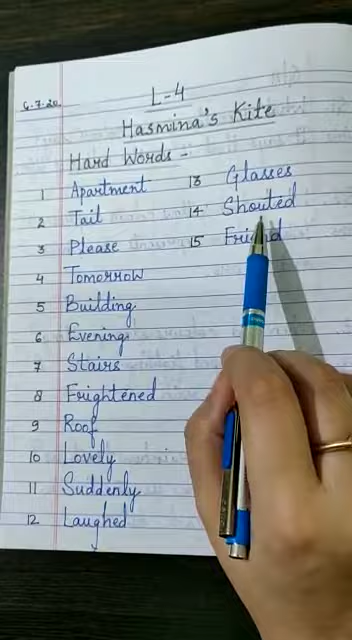 6.7.20
L-4
Hasmina's Kite
Hard Words -
1 Apartment
2 Tail
3 Please
4 Tomorrow
5 Building
6 Evening
7 Stairs
8 Frightened
9 Roof
10 Lovely
11 Suddenly
12 Laughed
13 Glasses
14 Shouted
15 Friend